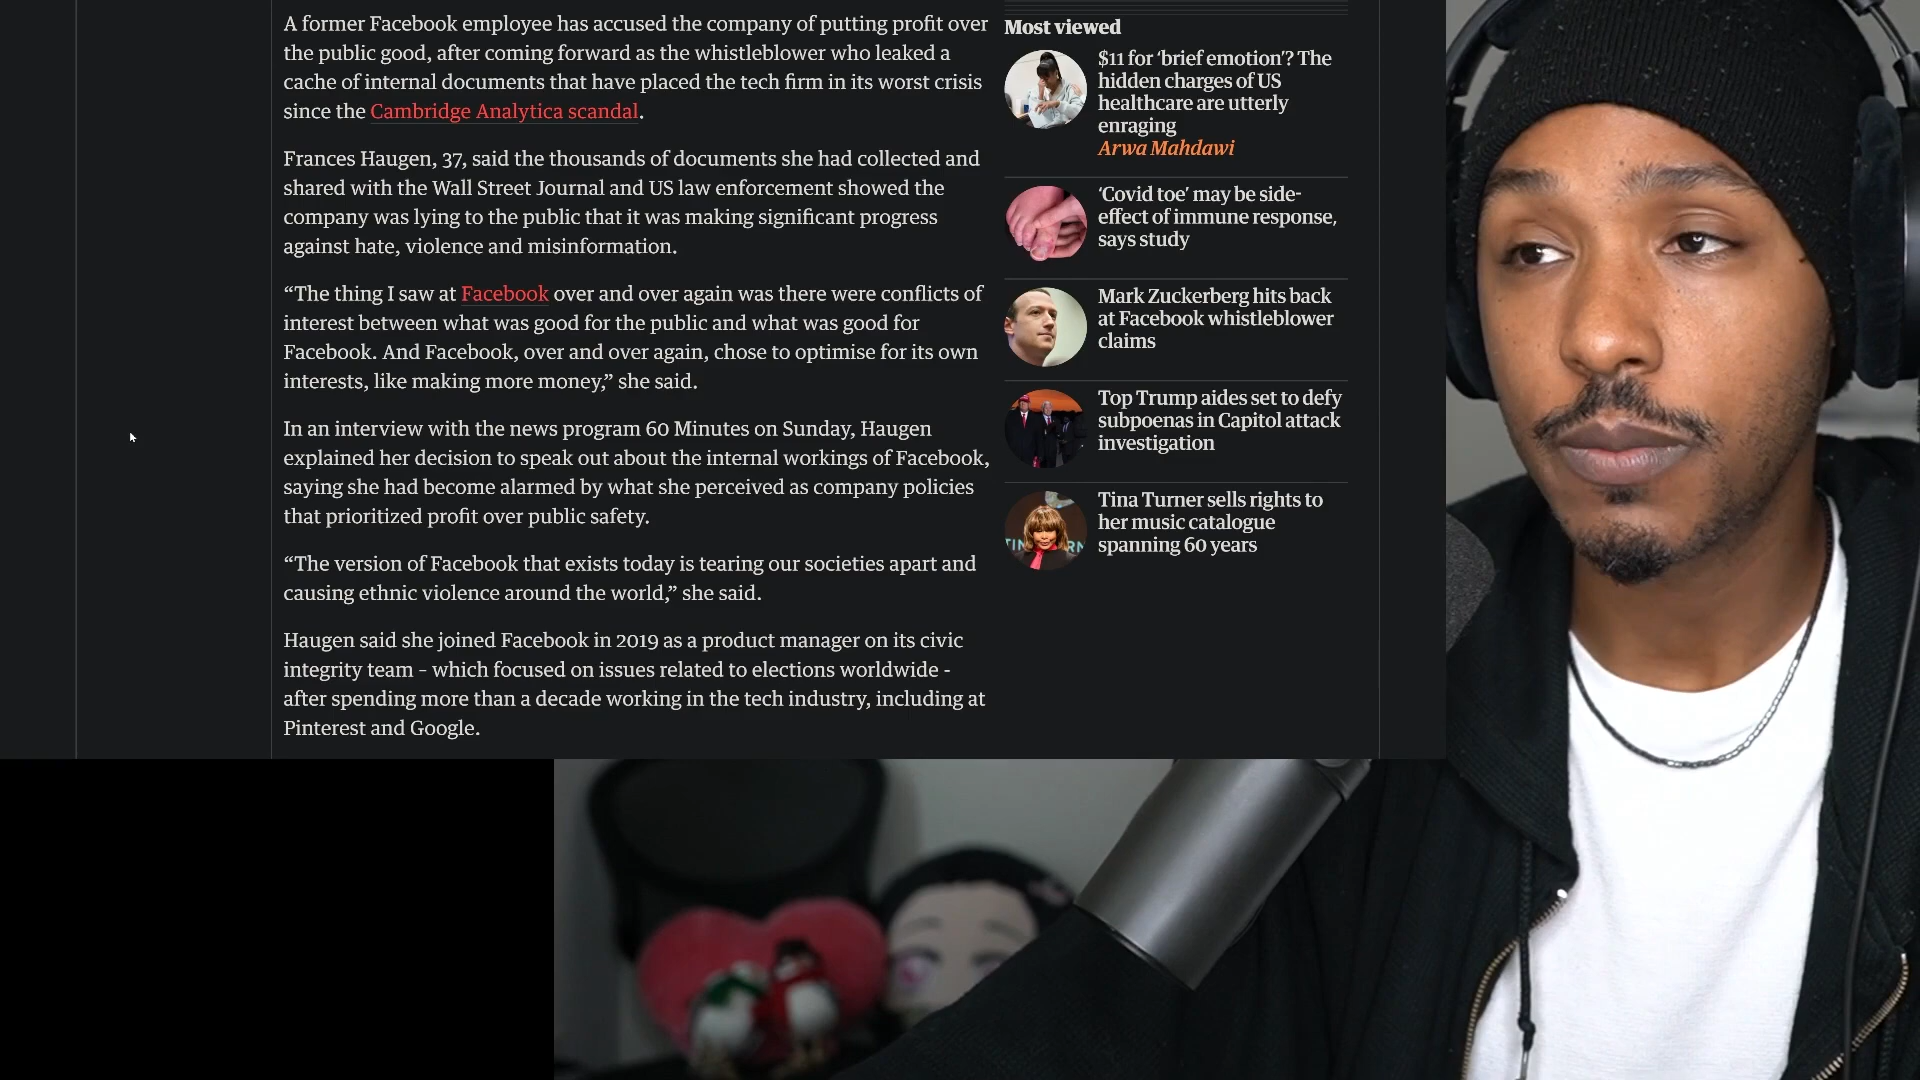 A former Facebook employee has accused the company of putting profit over
the public good, after coming forward as the whistleblower who leaked a
cache of internal documents that have placed the tech firm in its worst crisis
since the Cambridge Analytica scandal.
Frances Haugen, 37, said the thousands of documents she had collected and
shared with the Wall Street Journal and US law enforcement showed the
company was lying to the public that it was making significant progress
against hate, violence and misinformation.
“The thing I saw at Facebook over and over again was there were conflicts of
interest between what was good for the public and what was good for
Facebook. And Facebook, over and over again, chose to optimise for its own
interests, like making more money,” she said.
In an interview with the news program 60 Minutes on Sunday, Haugen
explained her decision to speak out about the internal workings of Facebook,
saying she had become alarmed by what she perceived as company policies
that prioritized profit over public safety.
“The version of Facebook that exists today is tearing our societies apart and
causing ethnic violence around the world,” she said.
Haugen said she joined Facebook in 2019 as a product manager on its civic
integrity team – which focused on issues related to elections worldwide -
after spending more than a decade working in the tech industry, including at
Pinterest and Google.
Most viewed
$11 for ‘brief emotion’? The
hidden charges of US
healthcare are utterly
enraging
Arwa Mahdawi
‘Covid toe’ may be side-
effect of immune response,
says study
Mark Zuckerberg hits back
at Facebook whistleblower
claims
Top Trump aides set to defy
subpoenas in Capitol attack
investigation
Tina Turner sells rights to
her music catalogue
spanning 60 years